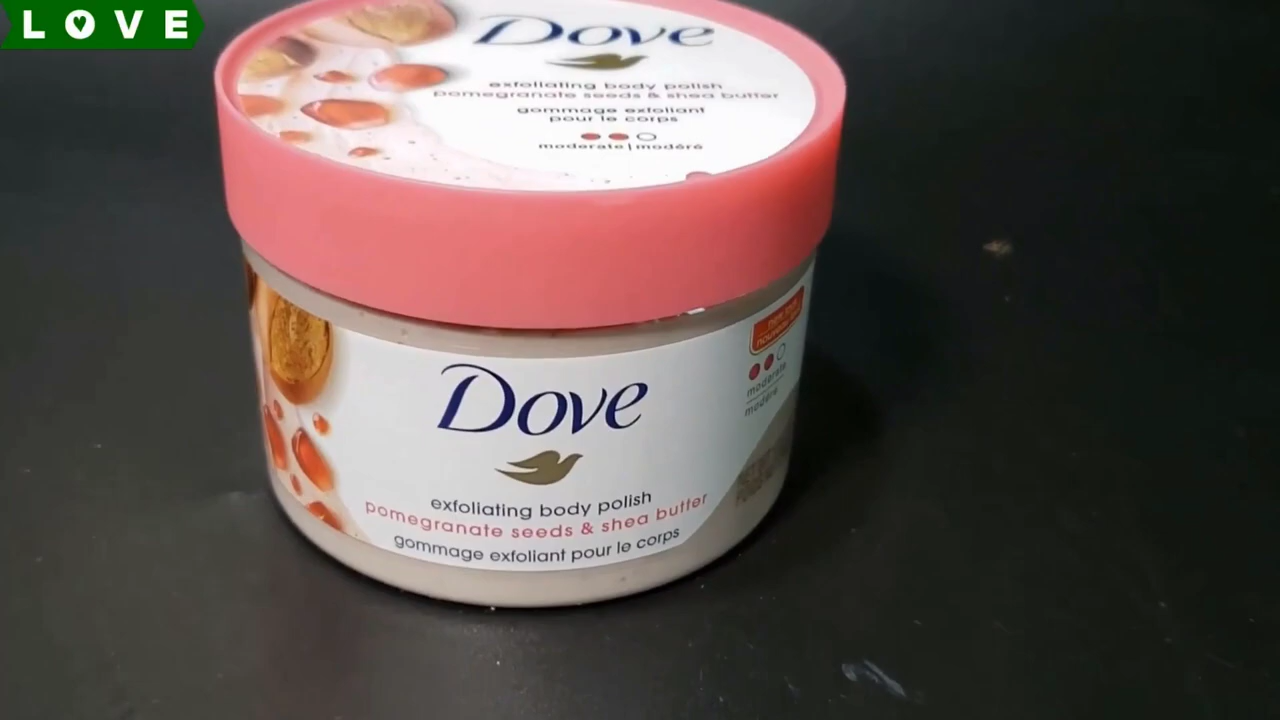 LOVE
Dove
exfoliating body polish
pomegranate seeds & shea butter
gommage exfoliant
pour le corps
moderate | modéré
Dove
exfoliating body polish
pomegranate seeds & shea butter
gommage exfoliant pour le corps
moderate
modéré